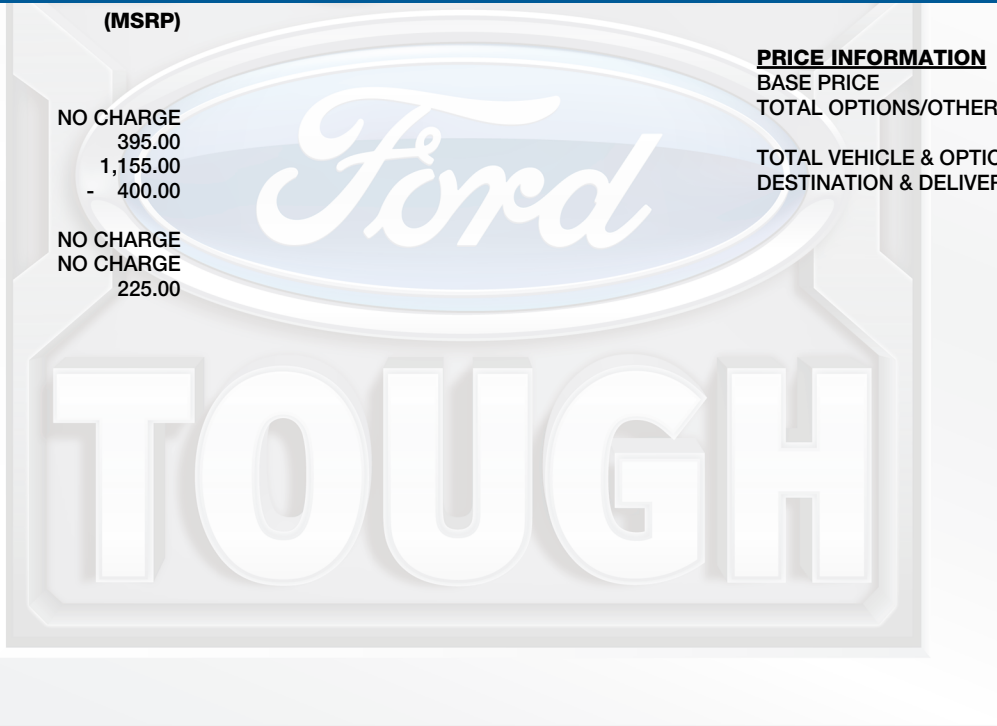 (MSRP)
NO CHARGE
395.00
1,155.00
- 400.00
NO CHARGE
NO CHARGE
225.00
PRICE INFORMATION
BASE PRICE
TOTAL OPTIONS/OTHER
TOTAL VEHICLE & OPTIO
DESTINATION & DELIVER
Ford
TOUGH